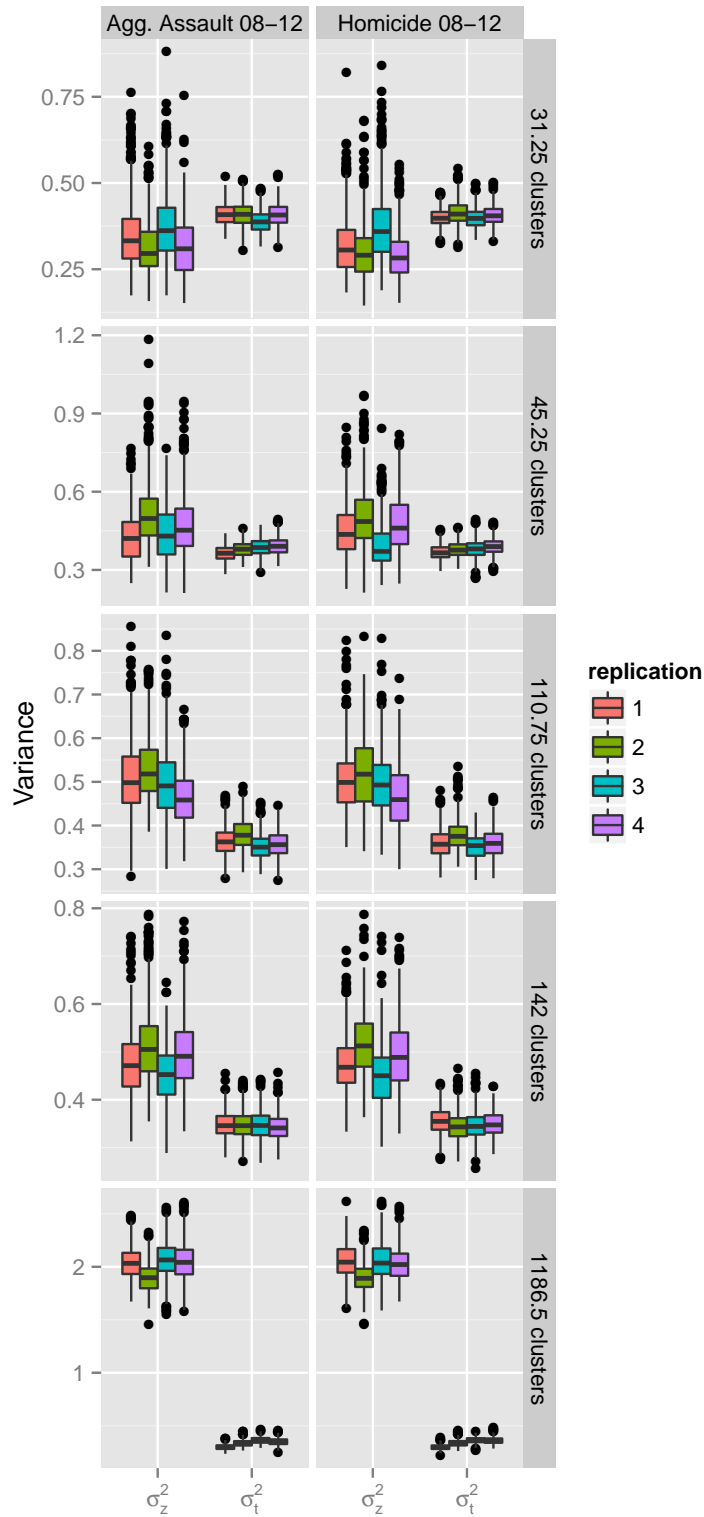 Agg. Assault 08−12
Homicide 08−12
0.75
0.50
0.25
31.25 clusters
1.2
0.9
0.6
0.3
45.25 clusters
Variance
0.8
0.7
0.6
0.5
0.4
0.3
110.75 clusters
replication
1
2
3
4
0.8
0.6
0.4
142 clusters
2
1
1186.5 clusters
σ²z
σ²t
σ²z
σ²t